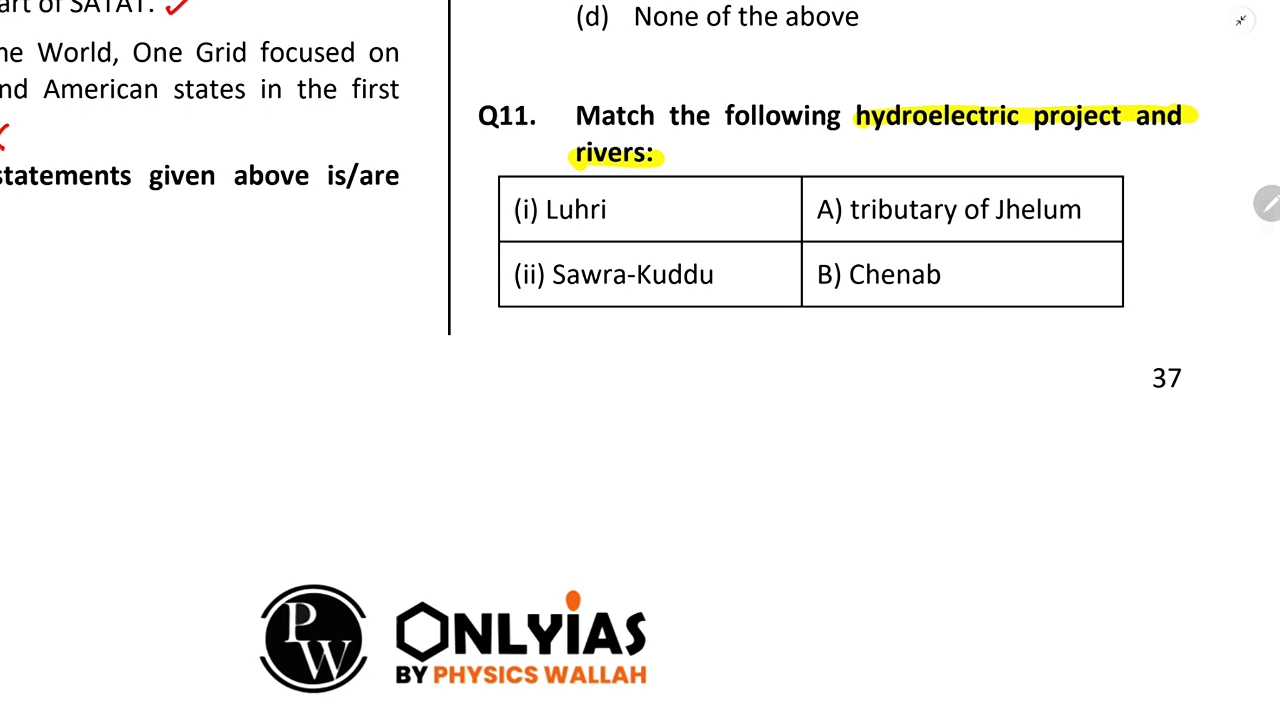 art of SATAT.
ne World, One Grid focused on
nd American states in the first
statements given above is/are
(d) None of the above
Q11. Match the following hydroelectric project and
rivers:
(i) Luhri A) tributary of Jhelum
(ii) Sawra-Kuddu B) Chenab
37
PW
ONLYIAS
BY PHYSICS WALLAH